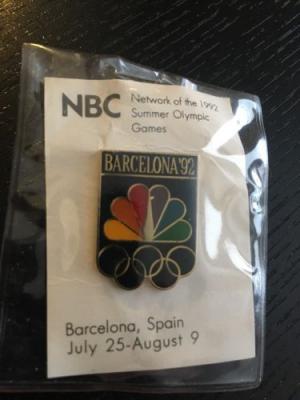 NBC Network of the 1992
Summer Olympic
Games
BARCELONA'92
Barcelona, Spain
July 25-August 9